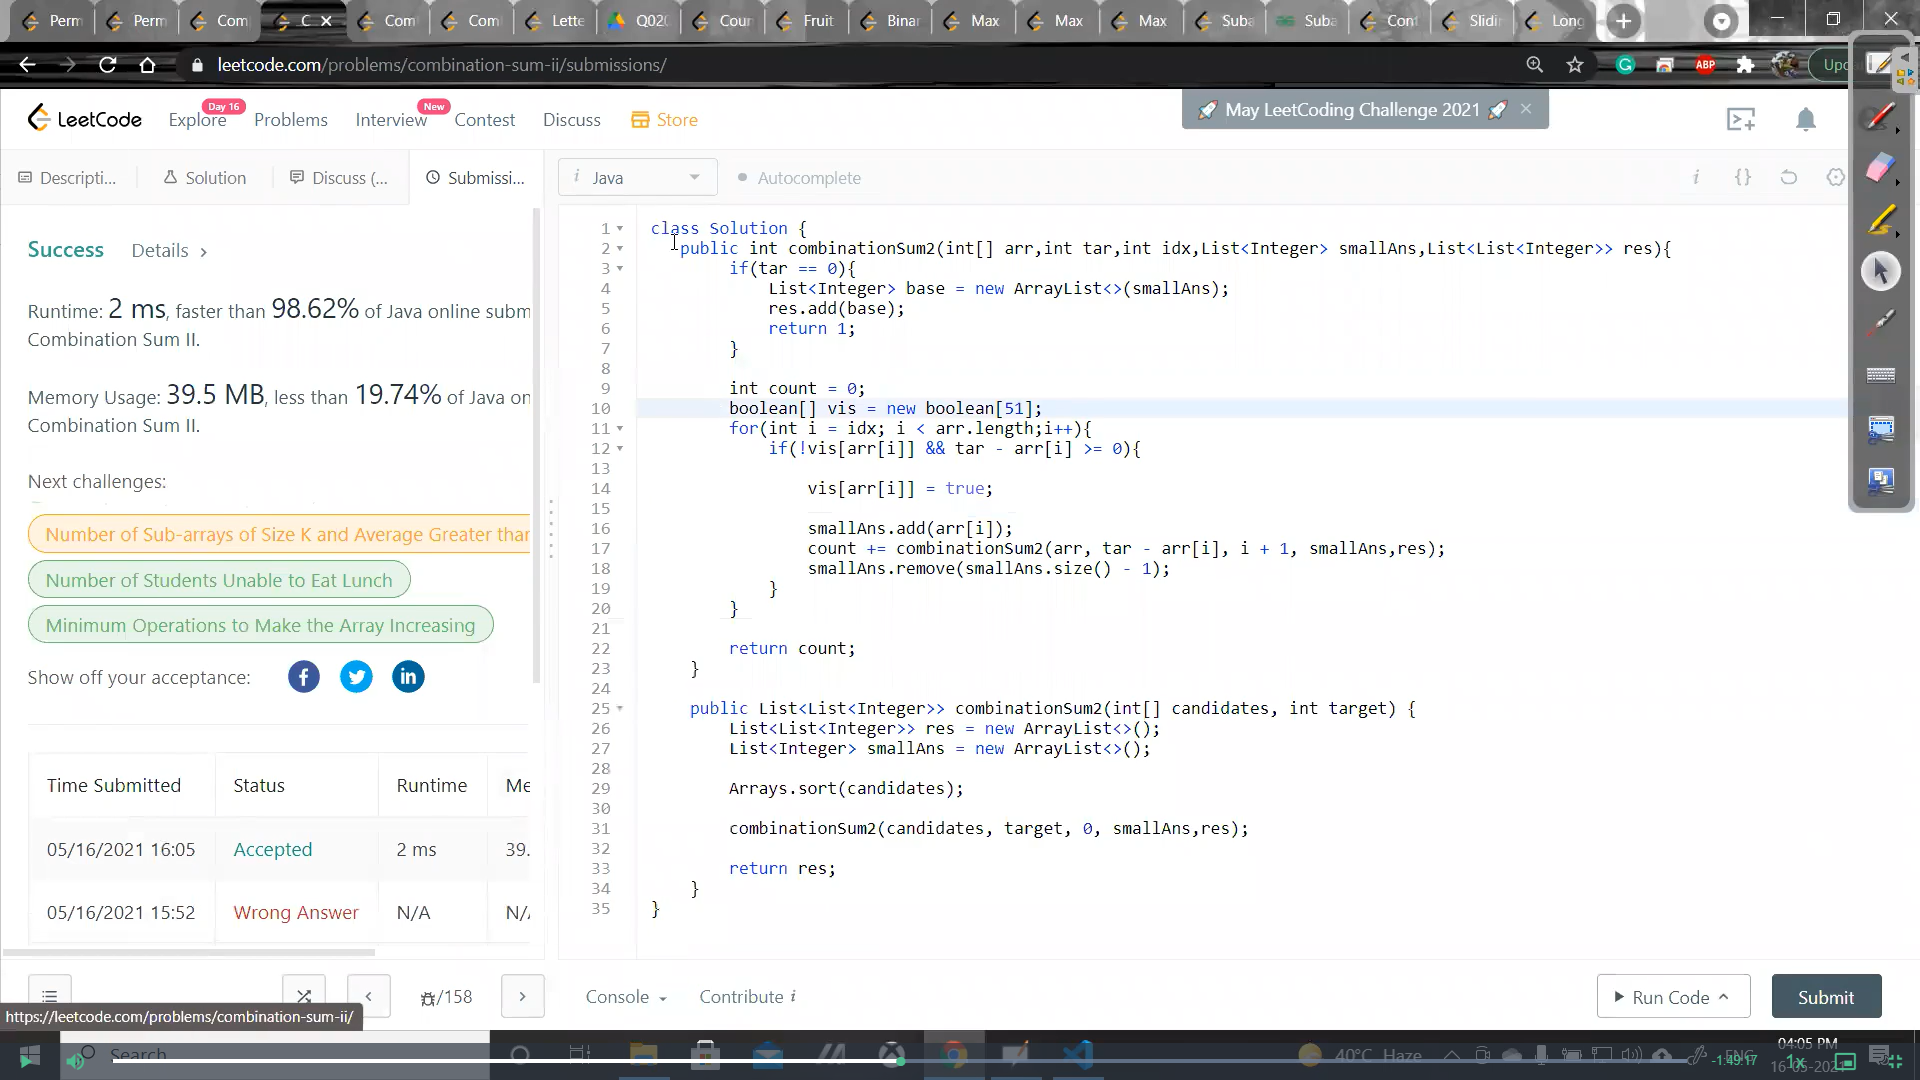 Perm
Perm
Com
C
Com
Com
Lette
Q020
Cour
Fruit
Binar
Max
Max
Max
Suba
Suba
Con
Slidir
Long
leetcode.com/problems/combination-sum-ii/submissions/
ABP
LeetCode
Explore
Day 16
Problems
Interview
New
Contest
Discuss
Store
May LeetCoding Challenge 2021
Descripti...
Solution
Discuss (...
Submissi...
i Java
Autocomplete
Success Details >
Runtime: 2 ms, faster than 98.62% of Java online subm
Combination Sum II.
Memory Usage: 39.5 MB, less than 19.74% of Java on
Combination Sum II.
Next challenges:
Number of Sub-arrays of Size K and Average Greater than
Number of Students Unable to Eat Lunch
Minimum Operations to Make the Array Increasing
Show off your acceptance:
Time Submitted Status Runtime Me
05/16/2021 16:05 Accepted 2 ms 39.
05/16/2021 15:52 Wrong Answer N/A N/
1 class Solution {
2 public int combinationSum2(int[] arr,int tar,int idx,List<Integer> smallAns,List<List<Integer>> res){
3 if(tar == 0){
4 List<Integer> base = new ArrayList<>(smallAns);
5 res.add(base);
6 return 1;
7 }
8
9 int count = 0;
10 boolean[] vis = new boolean[51];
11 for(int i = idx; i < arr.length;i++){
12 if(!vis[arr[i]] && tar - arr[i] >= 0){
13
14 vis[arr[i]] = true;
15
16 smallAns.add(arr[i]);
17 count += combinationSum2(arr, tar - arr[i], i + 1, smallAns,res);
18 smallAns.remove(smallAns.size() - 1);
19 }
20 }
21
22 return count;
23 }
24
25 public List<List<Integer>> combinationSum2(int[] candidates, int target) {
26 List<List<Integer>> res = new ArrayList<>();
27 List<Integer> smallAns = new ArrayList<>();
28
29 Arrays.sort(candidates);
30
31 combinationSum2(candidates, target, 0, smallAns,res);
32
33 return res;
34 }
35 }
/158
Console
Contribute i
Run Code
Submit
https://leetcode.com/problems/combination-sum-ii/
Search
40°C Haze
04:05 PM
-1:49:17
1x